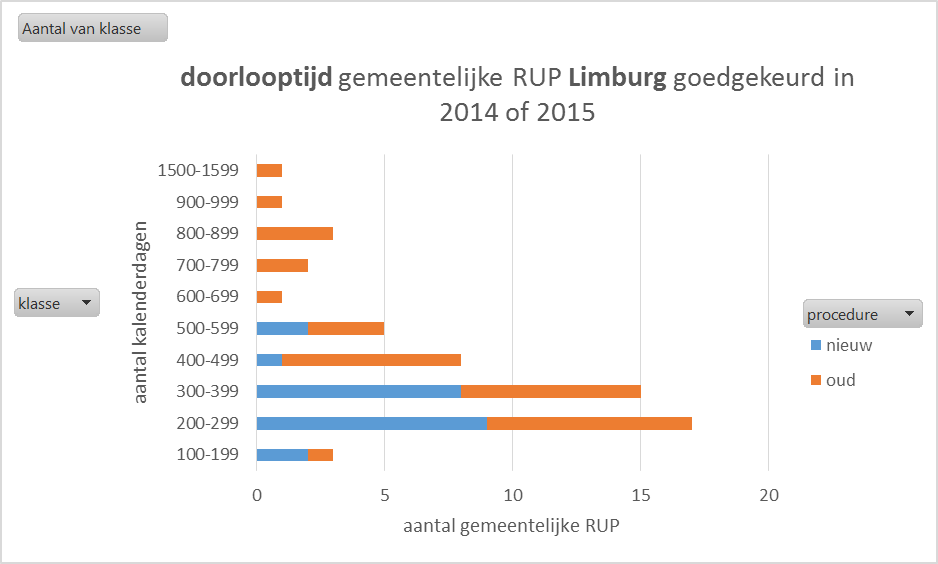 Aantal van klasse
doorlooptijd gemeentelijke RUP Limburg goedgekeurd in
2014 of 2015
aantal kalenderdagen
1500-1599
900-999
800-899
700-799
600-699
500-599
400-499
300-399
200-299
100-199
0 5 10 15 20
aantal gemeentelijke RUP
klasse
procedure
nieuw
oud